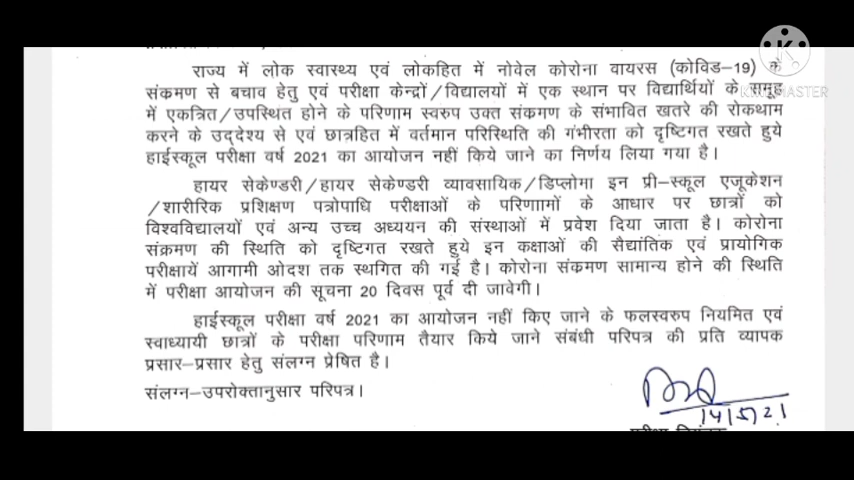 राज्य में लोक स्वास्थ्य एवं लोकहित में नोवेल कोरोना वायरस (कोविड–19) के
संकमण से बचाव हेतु एवं परीक्षा केन्द्रों/विद्यालयों में एक स्थान पर विद्यार्थियों के समूह
में एकत्रित/उपस्थित होने के परिणाम स्वरुप उक्त संकमण के संभावित खतरे की रोकथाम
करने के उद्देश्य से एवं छात्रहित में वर्तमान परिस्थिति की गंभीरता को दृष्टिगत रखते हुये
हाईस्कूल परीक्षा वर्ष 2021 का आयोजन नहीं किये जाने का निर्णय लिया गया है।
हायर सेकेण्डरी/हायर सेकेण्डरी व्यावसायिक/डिप्लोमा इन प्री–स्कूल एजूकेशन
/शारीरिक प्रशिक्षण पत्रोपाधि परीक्षाओं के परिणाामों के आधार पर छात्रों को
विश्वविद्यालयों एवं अन्य उच्च अध्ययन की संस्थाओं में प्रवेश दिया जाता है। कोरोना
संक्रमण की स्थिति को दृष्टिगत रखते हुये इन कक्षाओं की सैद्यांतिक एवं प्रायोगिक
परीक्षायें आगामी ओदश तक स्थगित की गई है। कोरोना संकमण सामान्य होने की स्थिति
में परीक्षा आयोजन की सूचना 20 दिवस पूर्व दी जावेगी।
हाईस्कूल परीक्षा वर्ष 2021 का आयोजन नहीं किए जाने के फलस्वरुप नियमित एवं
स्वाध्यायी छात्रों के परीक्षा परिणाम तैयार किये जाने संबंधी परिपत्र की प्रति व्यापक
प्रसार–प्रसार हेतु संलग्न प्रेषित है।
संलग्न–उपरोक्तानुसार परिपत्र।
14/5/21
KINEMASTER